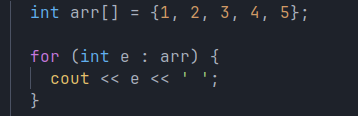 int arr[] = {1, 2, 3, 4, 5};
for (int e : arr) {
cout << e << ' ';
}